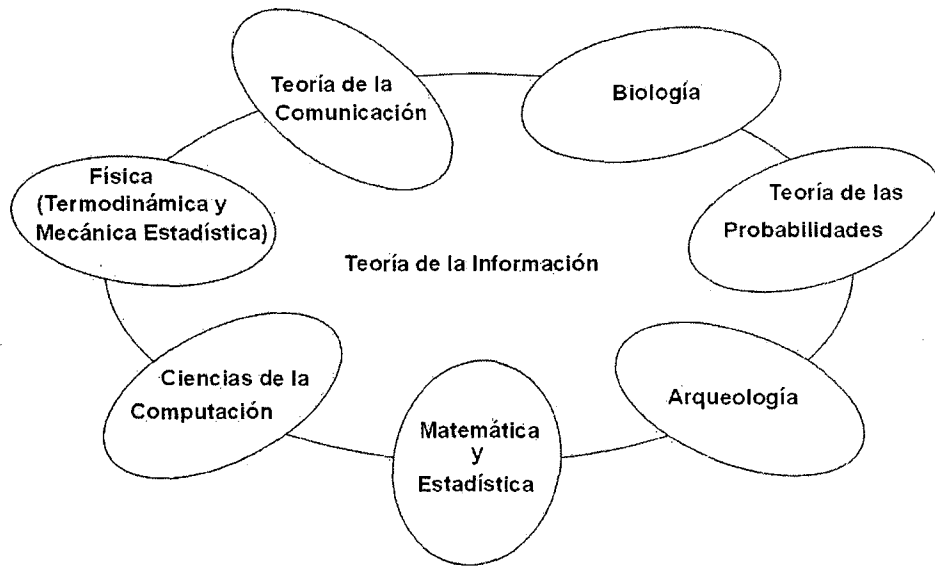 Teoría de la
Comunicación
Biología
Física
(Termodinámica y
Mecánica Estadística)
Teoría de las
Probabilidades
Teoría de la Información
Ciencias de la
Computación
Arqueología
Matemática
y
Estadística